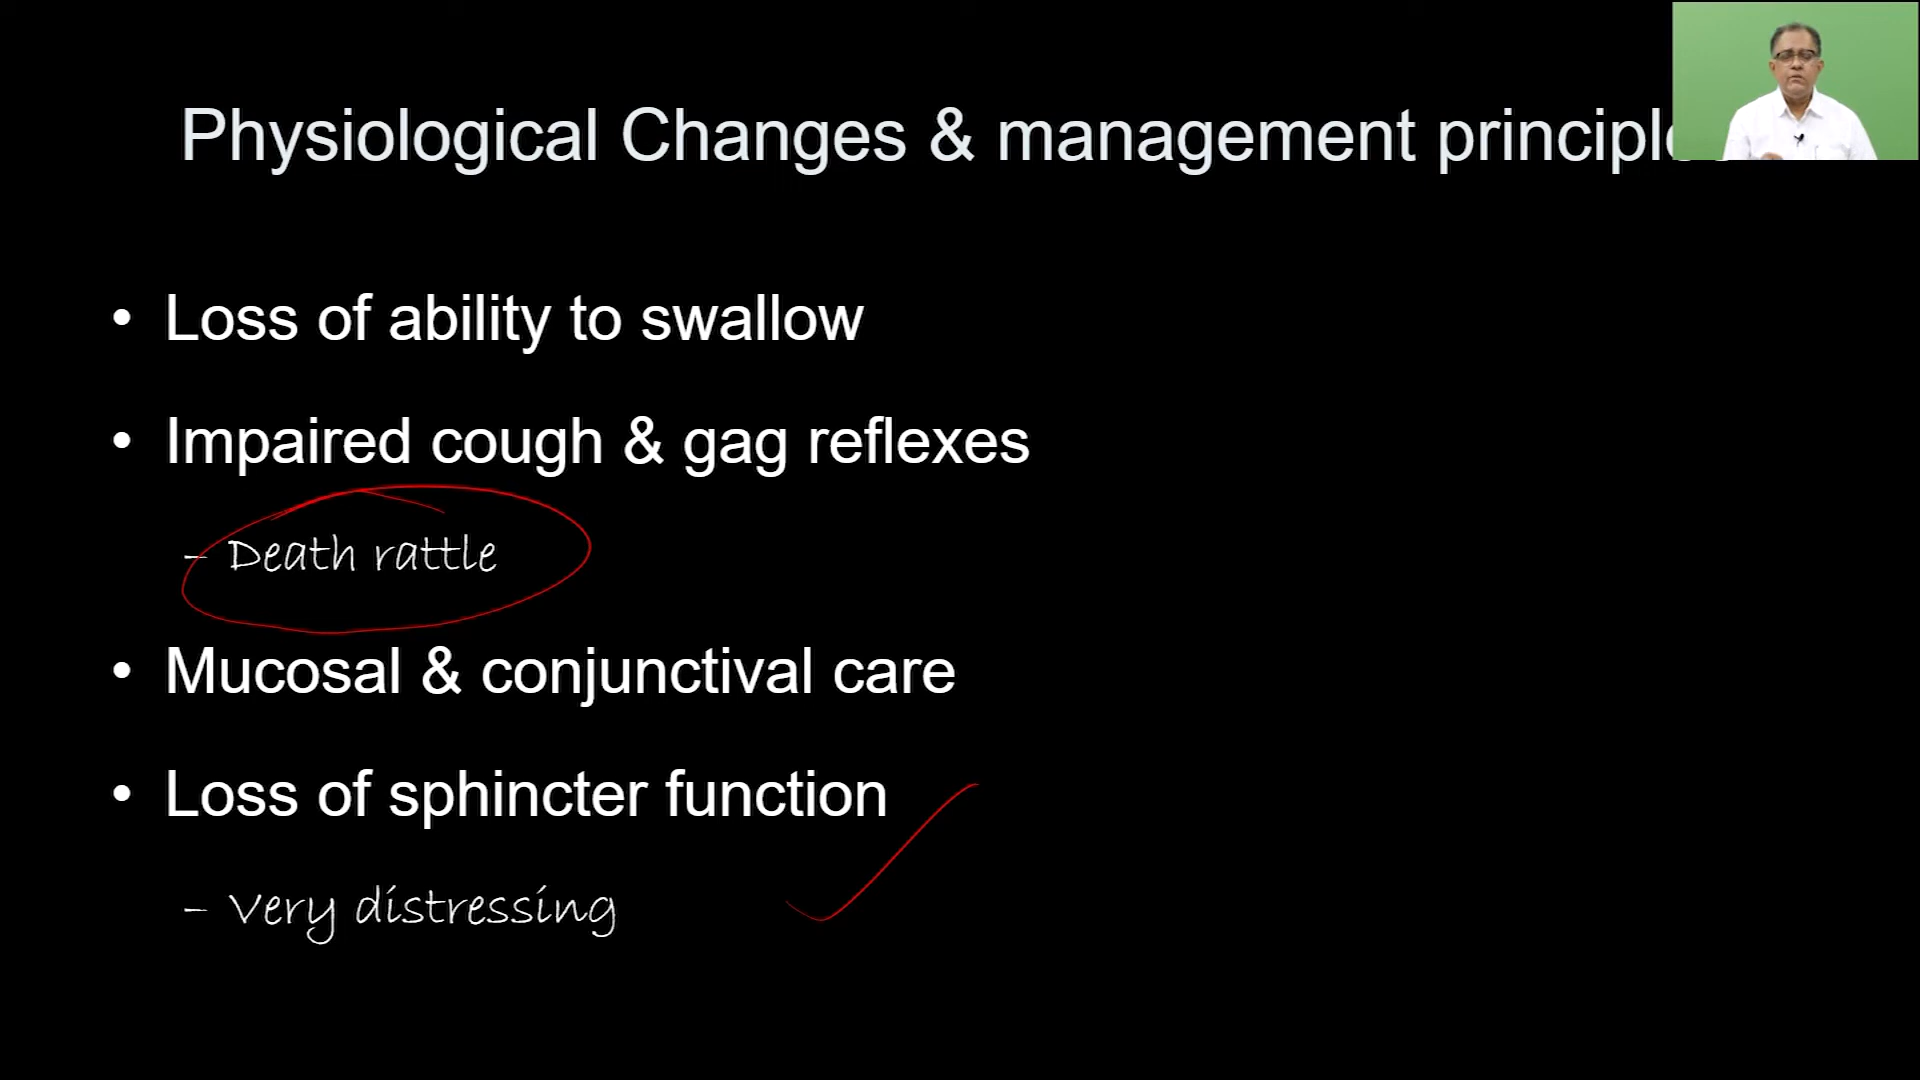 Physiological Changes & management
• Loss of ability to swallow
• Impaired cough & gag reflexes
– Death rattle
• Mucosal & conjunctival care
• Loss of sphincter function
– Very distressing